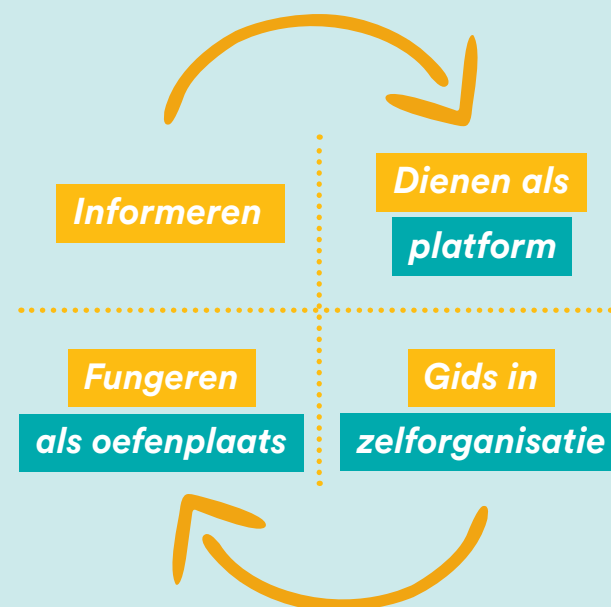 Informeren
Dienen als
platform
Fungeren
als oefenplaats
Gids in
zelforganisatie